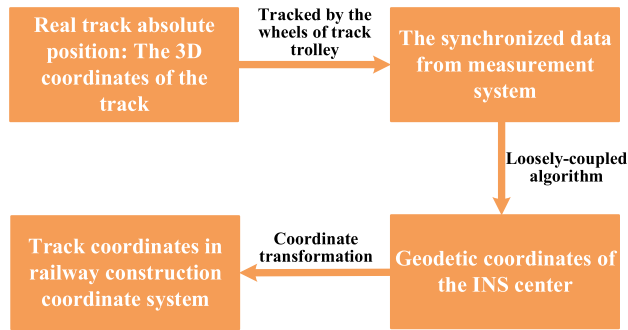 Real track absolute
position: The 3D
coordinates of the
track
Tracked by the
wheels of track
trolley
The synchronized data
from measurement
system
Loosely-coupled
algorithm
Geodetic coordinates of
the INS center
Coordinate
transformation
Track coordinates in
railway construction
coordinate system